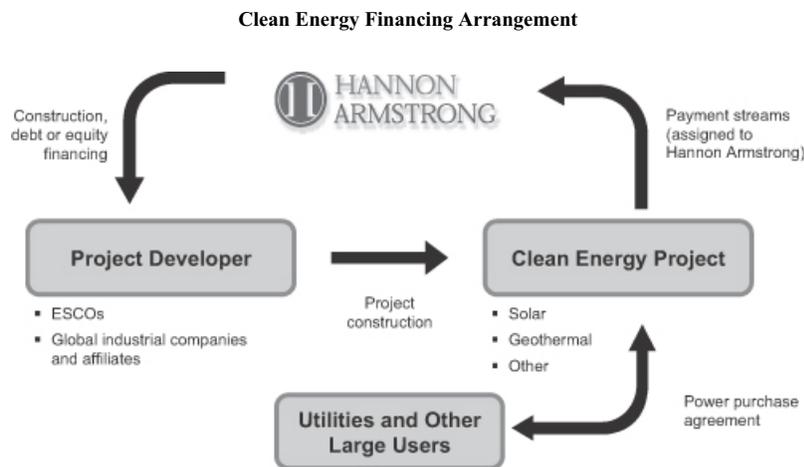 Clean Energy Financing Arrangement
HANNON
ARMSTRONG
Construction,
debt or equity
financing
Payment streams
(assigned to
Hannon Armstrong)
Project Developer
Clean Energy Project
▪ ESCOs
▪ Global industrial companies
and affiliates
Project
construction
▪ Solar
▪ Geothermal
▪ Other
Utilities and Other
Large Users
Power purchase
agreement